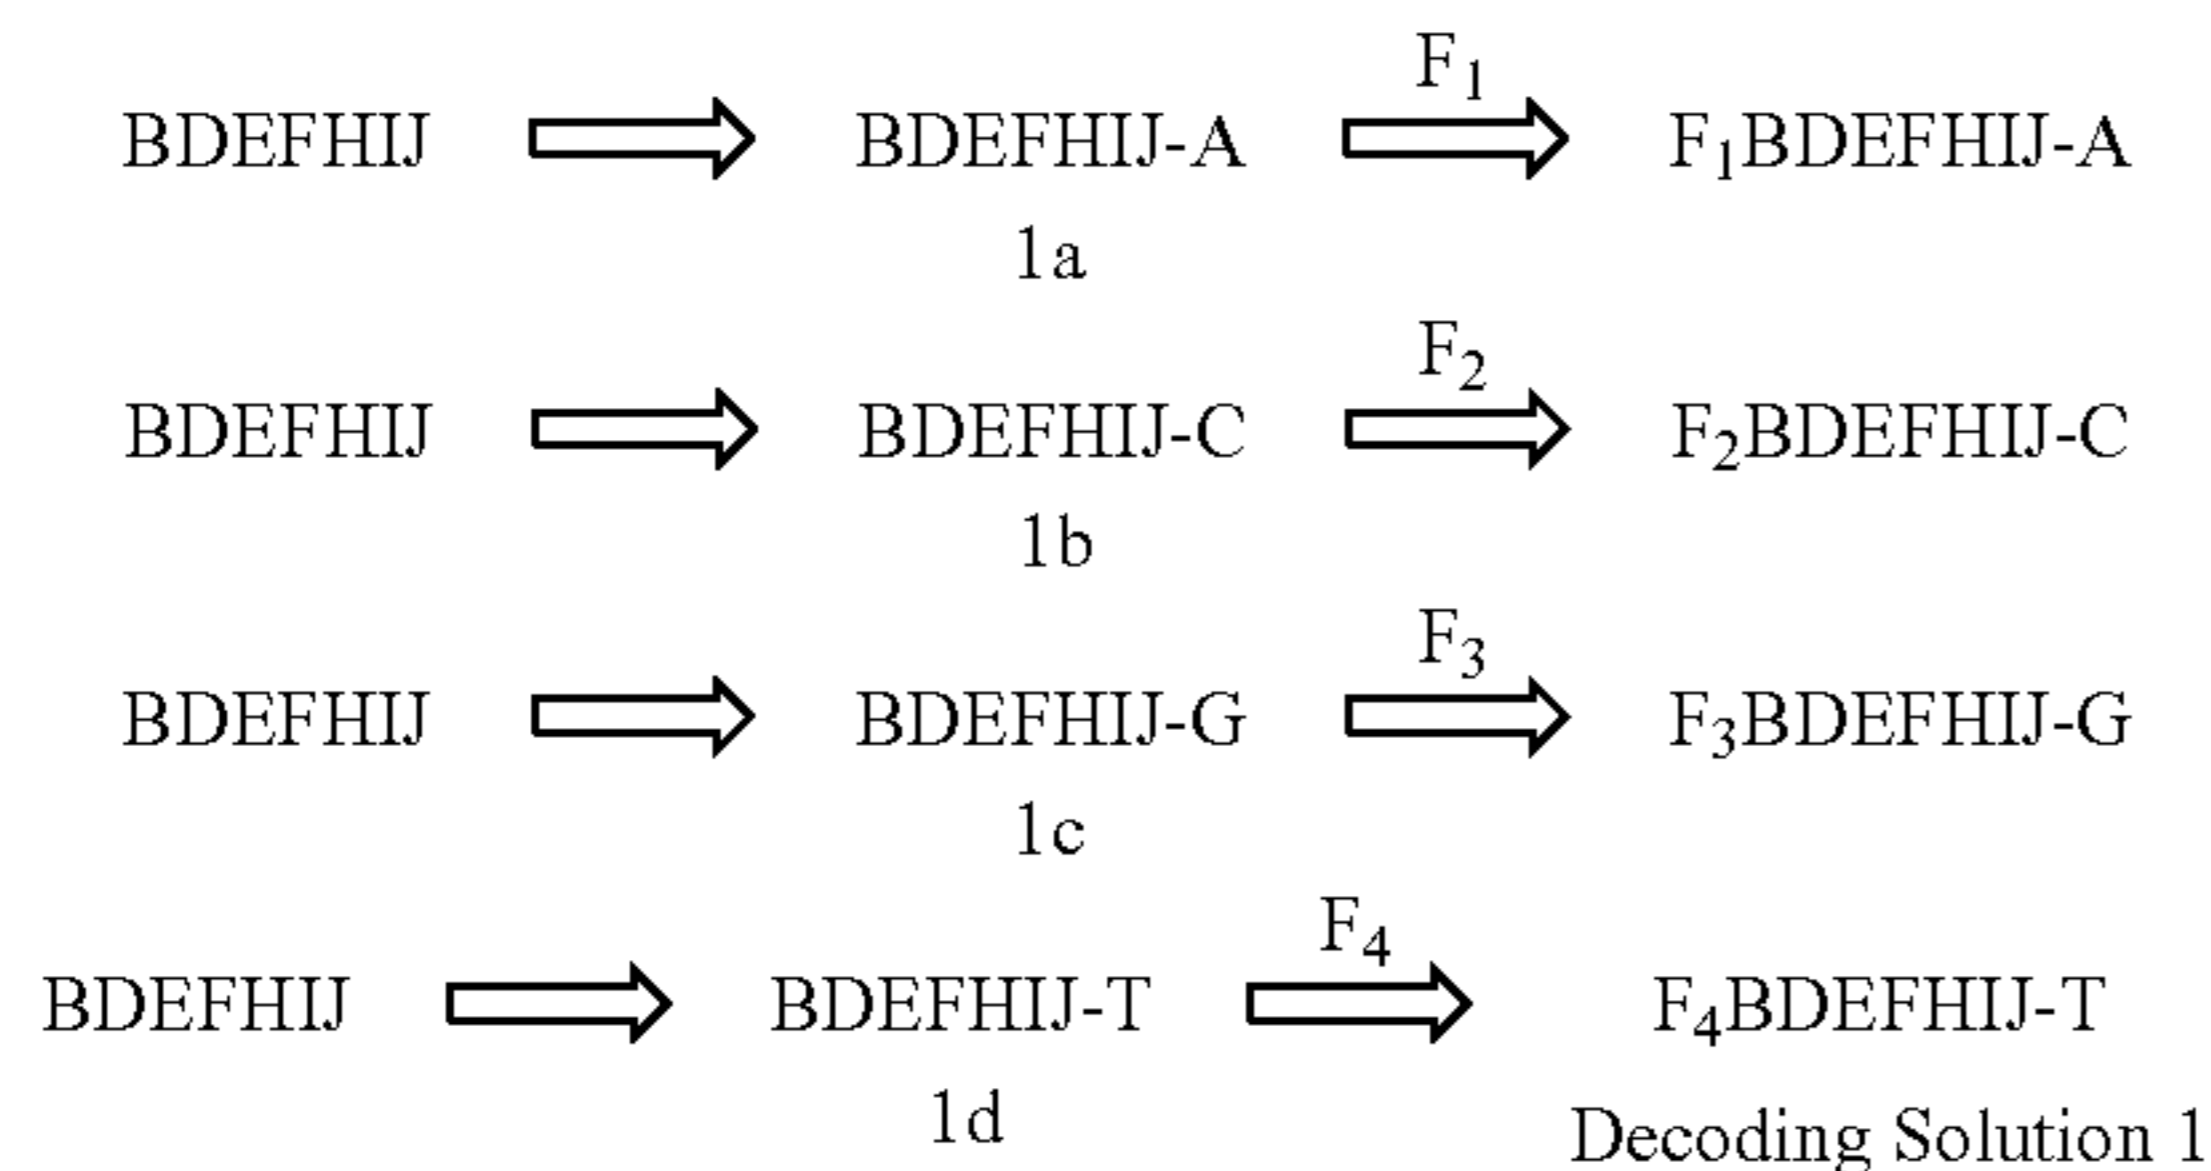 F₁
BDEFHIJ BDEFHIJ-A F₁BDEFHIJ-A
1a
F₂
BDEFHIJ BDEFHIJ-C F₂BDEFHIJ-C
1b
F₃
BDEFHIJ BDEFHIJ-G F₃BDEFHIJ-G
1c
F₄
BDEFHIJ BDEFHIJ-T F₄BDEFHIJ-T
1d
Decoding Solution 1